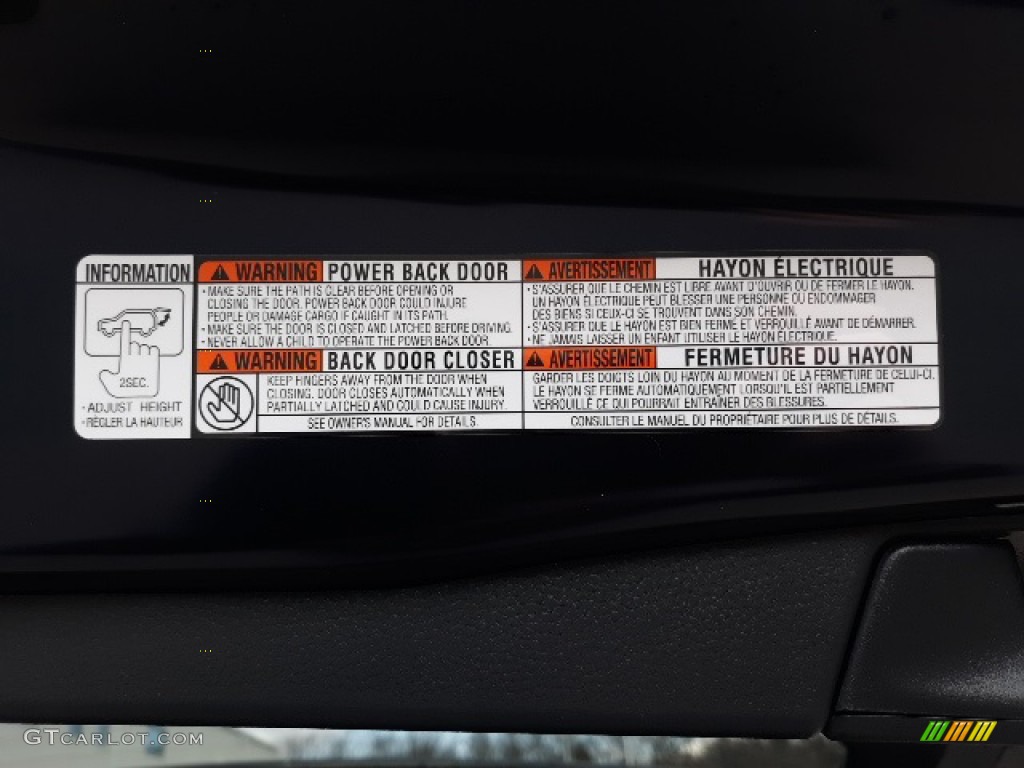 INFORMATION
2SEC.
· ADJUST HEIGHT
· RÉGLER LA HAUTEUR
WARNING POWER BACK DOOR
· MAKE SURE THE PATH IS CLEAR BEFORE OPENING OR
CLOSING THE DOOR. POWER BACK DOOR COULD INJURE
PEOPLE OR DAMAGE CARGO IF CAUGHT IN ITS PATH.
· MAKE SURE THE DOOR IS CLOSED AND LATCHED BEFORE DRIVING.
· NEVER ALLOW A CHILD TO OPERATE THE POWER BACK DOOR.
WARNING BACK DOOR CLOSER
KEEP FINGERS AWAY FROM THE DOOR WHEN
CLOSING. DOOR CLOSES AUTOMATICALLY WHEN
PARTIALLY LATCHED AND COULD CAUSE INJURY.
SEE OWNER'S MANUAL FOR DETAILS.
AVERTISSEMENT HAYON ÉLECTRIQUE
· S'ASSURER QUE LE CHEMIN EST LIBRE AVANT D'OUVRIR OU DE FERMER LE HAYON.
UN HAYON ÉLECTRIQUE PEUT BLESSER UNE PERSONNE OU ENDOMMAGER
DES BIENS SI CEUX-CI SE TROUVENT DANS SON CHEMIN.
· S'ASSURER QUE LE HAYON EST BIEN FERMÉ ET VERROUILLÉ AVANT DE DÉMARRER.
· NE JAMAIS LAISSER UN ENFANT UTILISER LE HAYON ÉLECTRIQUE.
AVERTISSEMENT FERMETURE DU HAYON
GARDER LES DOIGTS LOIN DU HAYON AU MOMENT DE LA FERMETURE DE CELUI-CI.
LE HAYON SE FERME AUTOMATIQUEMENT LORSQU'IL EST PARTIELLEMENT
VERROUILLÉ CE QUI POURRAIT ENTRAÎNER DES BLESSURES.
CONSULTER LE MANUEL DU PROPRIÉTAIRE POUR PLUS DE DÉTAILS.
GTCARLOT.COM